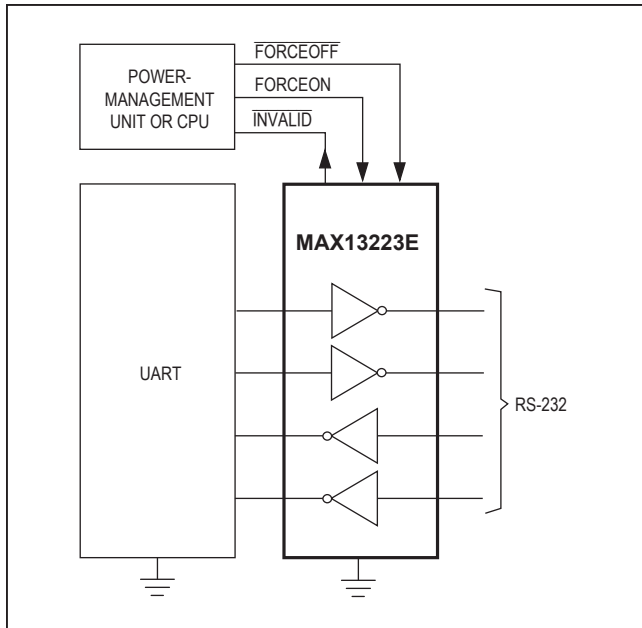 FORCEOFF
POWER-
MANAGEMENT
UNIT OR CPU
FORCEON
INVALID
MAX13223E
UART
RS-232